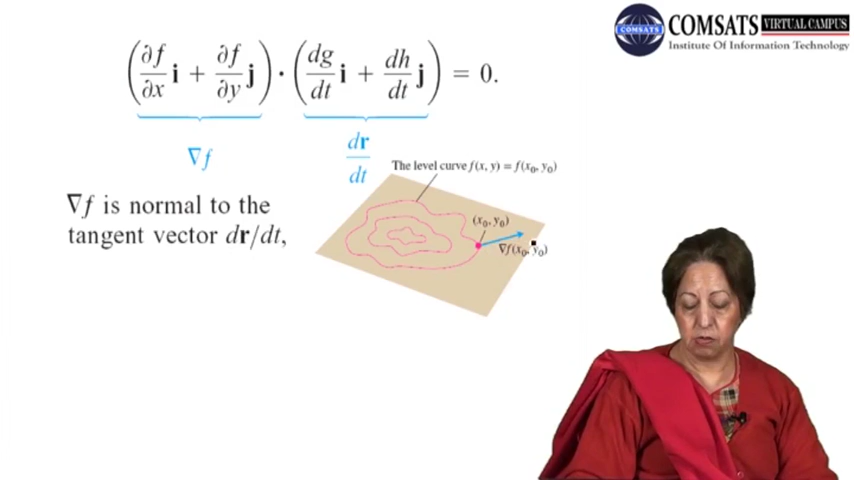 COMSATS VIRTUAL CAMPUS
Institute Of Information Technology
(∂f/∂x i + ∂f/∂y j) · (dg/dt i + dh/dt j) = 0.
∇f
dr/dt
The level curve f(x, y) = f(x₀, y₀)
∇f is normal to the
tangent vector dr/dt,
(x₀, y₀)
∇f(x₀, y₀)